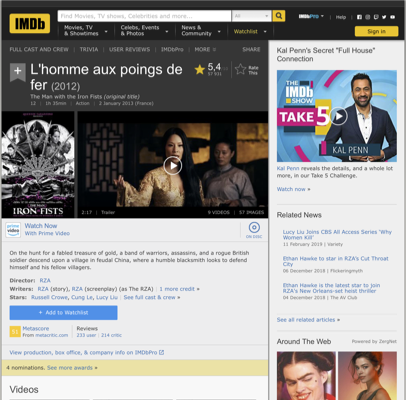 IMDb
Find Movies, TV shows, Celebrities and more...
All
IMDbPro
Help
Movies, TV
& Showtimes
Celebs, Events
& Photos
News &
Community
Watchlist
Sign in
FULL CAST AND CREW | TRIVIA | USER REVIEWS | IMDbPro | MORE
SHARE
L'homme aux poings de
fer (2012)
The Man with the Iron Fists (original title)
12 | 1h 35min | Action | 2 January 2013 (France)
5,4
Rate
This
IRON FISTS
2:17 | Trailer
9 VIDEOS | 57 IMAGES
prime video
Watch Now
With Prime Video
ON DISC
On the hunt for a fabled treasure of gold, a band of warriors, assassins, and a rogue British
soldier descend upon a village in feudal China, where a humble blacksmith looks to defend
himself and his fellow villagers.
Director: RZA
Writers: RZA (story), RZA (screenplay) (as The RZA) | 1 more credit »
Stars: Russell Crowe, Cung Le, Lucy Liu | See full cast & crew »
+ Add to Watchlist
Metascore
From metacritic.com
Reviews
233 user | 214 critic
View production, box office, & company info on IMDbPro
4 nominations. See more awards »
Videos
Kal Penn's Secret "Full House"
Connection
THE
IMDb
SHOW
TAKE 5
KAL PENN
Kal Penn reveals the details, and a whole lot
more, in our Take 5 Challenge.
Watch now »
Related News
Lucy Liu Joins CBS All Access Series 'Why
Women Kill'
11 February 2019 | Variety
Ethan Hawke to star in RZA's Cut Throat
City
06 December 2018 | Flickeringmyth
Ethan Hawke is the latest to join
RZA's New Orleans-set heist thriller
04 December 2018 | The AV Club
See all related articles »
Around The Web
Powered by ZergNet